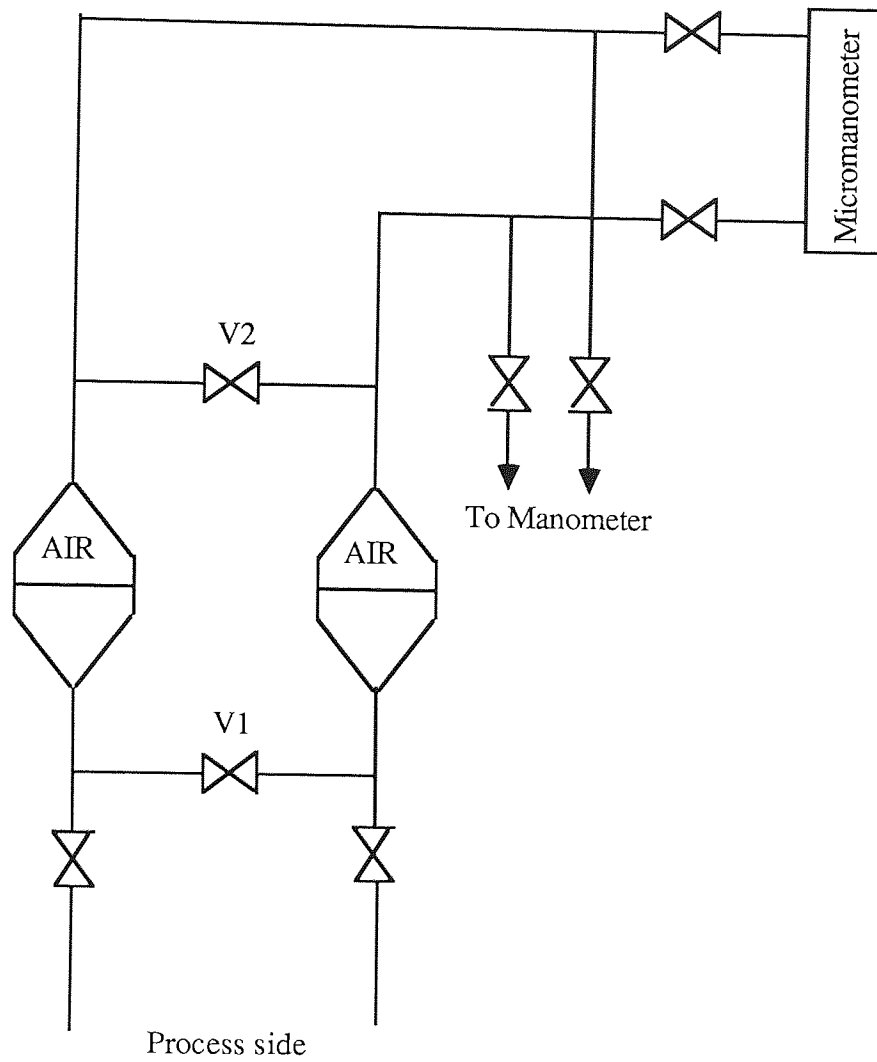 Micromanometer
V2
To Manometer
AIR
AIR
V1
Process side